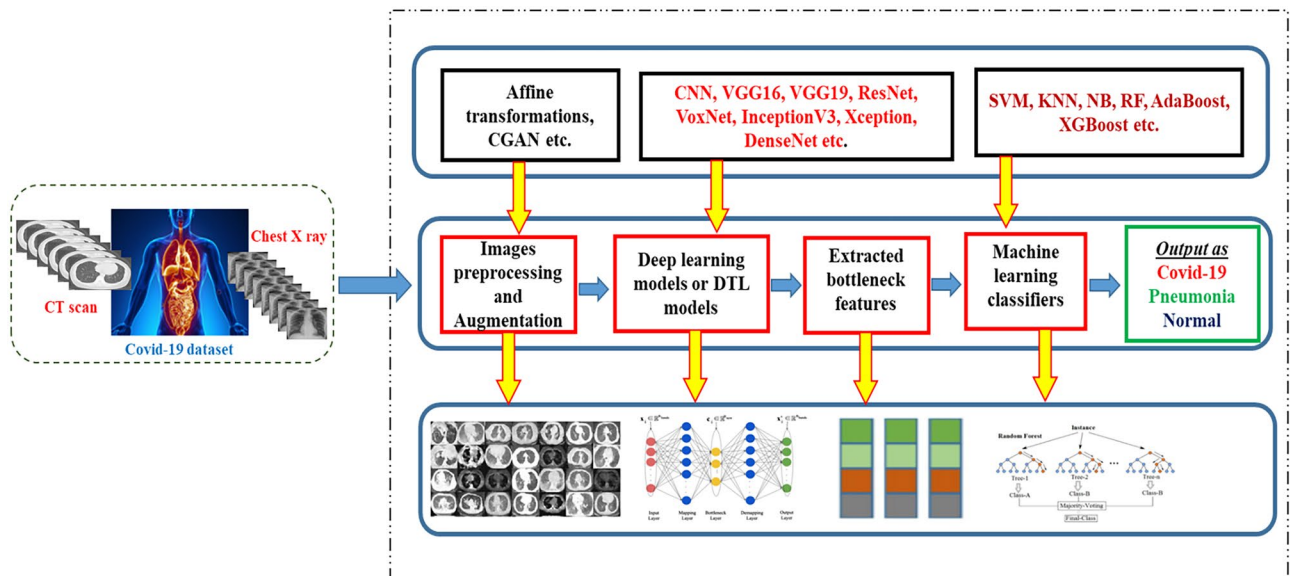 Affine
transformations,
CGAN etc.
CNN, VGG16, VGG19, ResNet,
VoxNet, InceptionV3, Xception,
DenseNet etc.
SVM, KNN, NB, RF, AdaBoost,
XGBoost etc.
Chest X ray
CT scan
Covid-19 dataset
Images
preprocessing
and
Augmentation
Deep learning
models or DTL
models
Extracted
bottleneck
features
Machine
learning
classifiers
Output as
Covid-19
Pneumonia
Normal
Input
Layer
Mapping
Layer
Bottleneck
Layer
Demapping
Layer
Output
Layer
Random Forest
Instance
...
Tree-1
Tree-2
Tree-n
Class-A
Class-B
Class-B
Majority-Voting
Final-Class